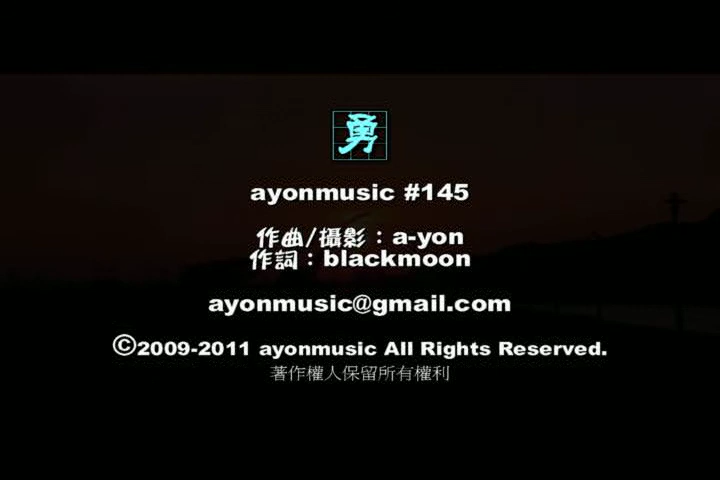 勇
ayonmusic #145
作曲/攝影：a-yon
作詞：blackmoon
ayonmusic@gmail.com
©2009-2011 ayonmusic All Rights Reserved.
著作權人保留所有權利